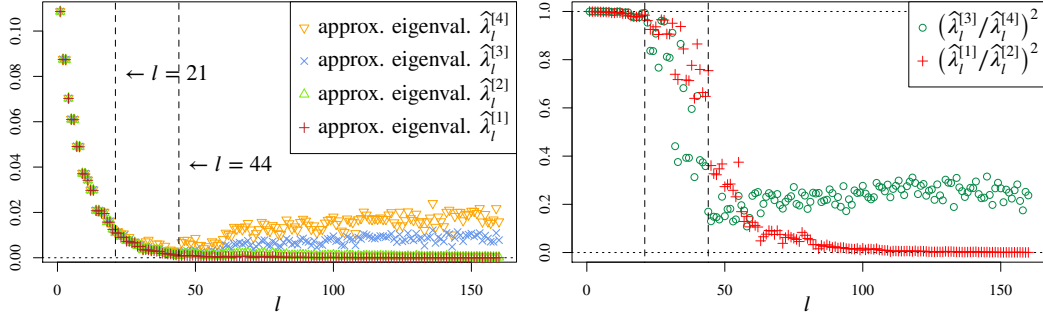 0.10
0.08
0.06
0.04
0.02
0.00
0
50
100
150
l
← l = 21
← l = 44
approx. eigenval. λ̂_l^[4]
approx. eigenval. λ̂_l^[3]
approx. eigenval. λ̂_l^[2]
approx. eigenval. λ̂_l^[1]
1.0
0.8
0.6
0.4
0.2
0.0
0
50
100
150
l
(λ̂_l^[3]/λ̂_l^[4])^2
(λ̂_l^[1]/λ̂_l^[2])^2